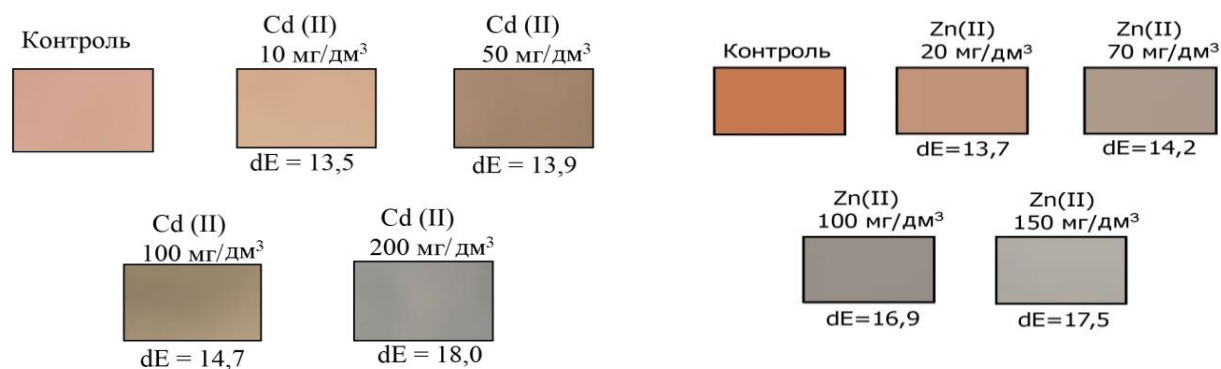 Контроль
Cd (II)
10 мг/дм³
dE = 13,5
Cd (II)
50 мг/дм³
dE = 13,9
Cd (II)
100 мг/дм³
dE = 14,7
Cd (II)
200 мг/дм³
dE = 18,0
Контроль
Zn(II)
20 мг/дм³
dE=13,7
Zn(II)
70 мг/дм³
dE=14,2
Zn(II)
100 мг/дм³
dE=16,9
Zn(II)
150 мг/дм³
dE=17,5